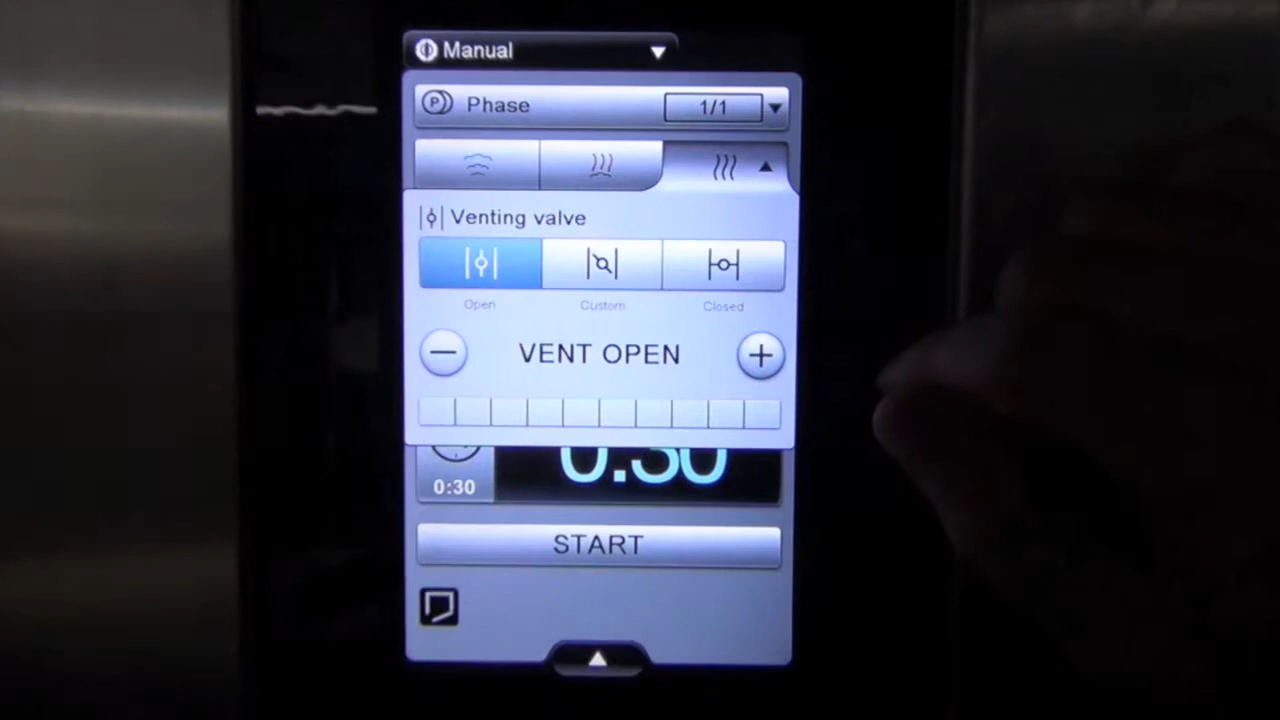 Manual
P Phase 1/1
Venting valve
Open Custom Closed
VENT OPEN
0:30
0:30
START